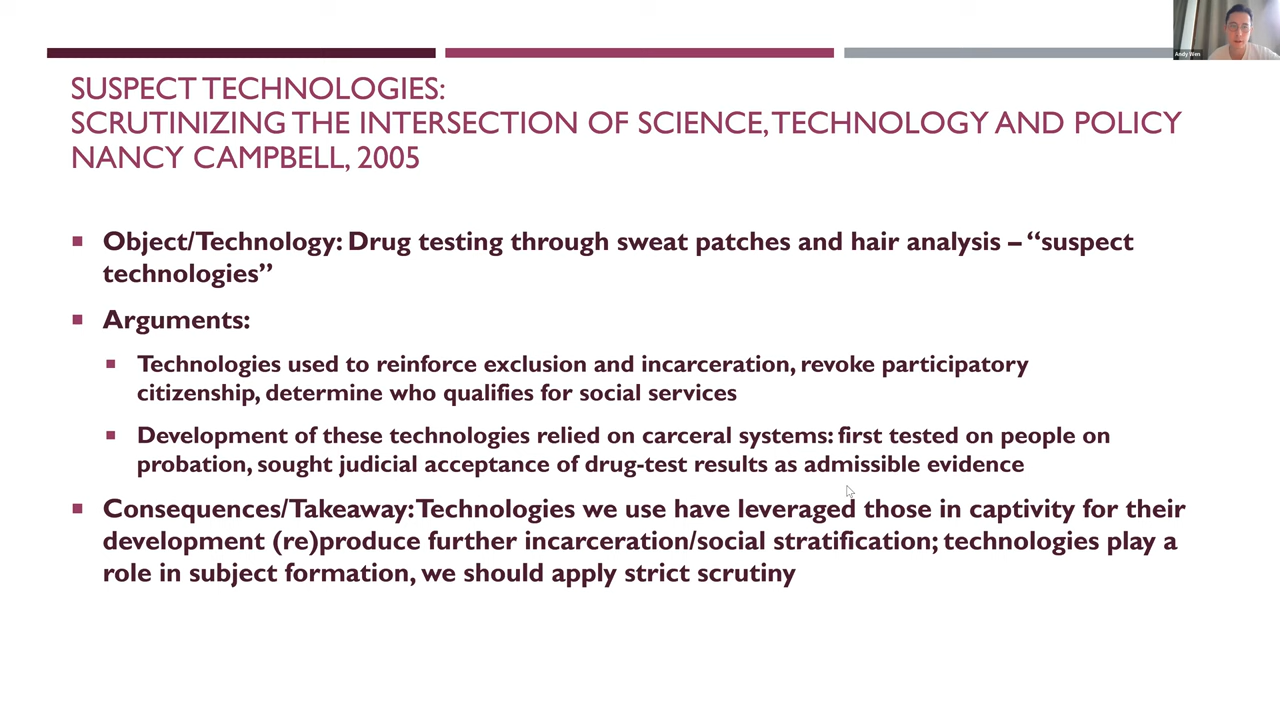 Andy Wen
SUSPECT TECHNOLOGIES:
SCRUTINIZING THE INTERSECTION OF SCIENCE, TECHNOLOGY AND POLICY
NANCY CAMPBELL, 2005
Object/Technology: Drug testing through sweat patches and hair analysis – “suspect
technologies”
Arguments:
Technologies used to reinforce exclusion and incarceration, revoke participatory
citizenship, determine who qualifies for social services
Development of these technologies relied on carceral systems: first tested on people on
probation, sought judicial acceptance of drug-test results as admissible evidence
Consequences/Takeaway: Technologies we use have leveraged those in captivity for their
development (re)produce further incarceration/social stratification; technologies play a
role in subject formation, we should apply strict scrutiny